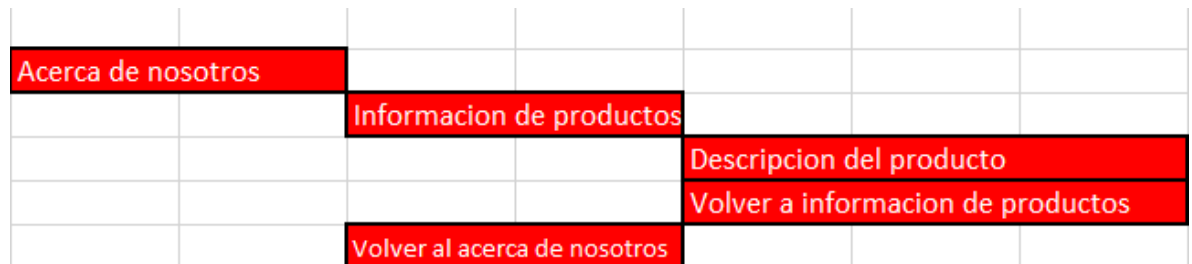 Acerca de nosotros
Informacion de productos
Descripcion del producto
Volver a informacion de productos
Volver al acerca de nosotros